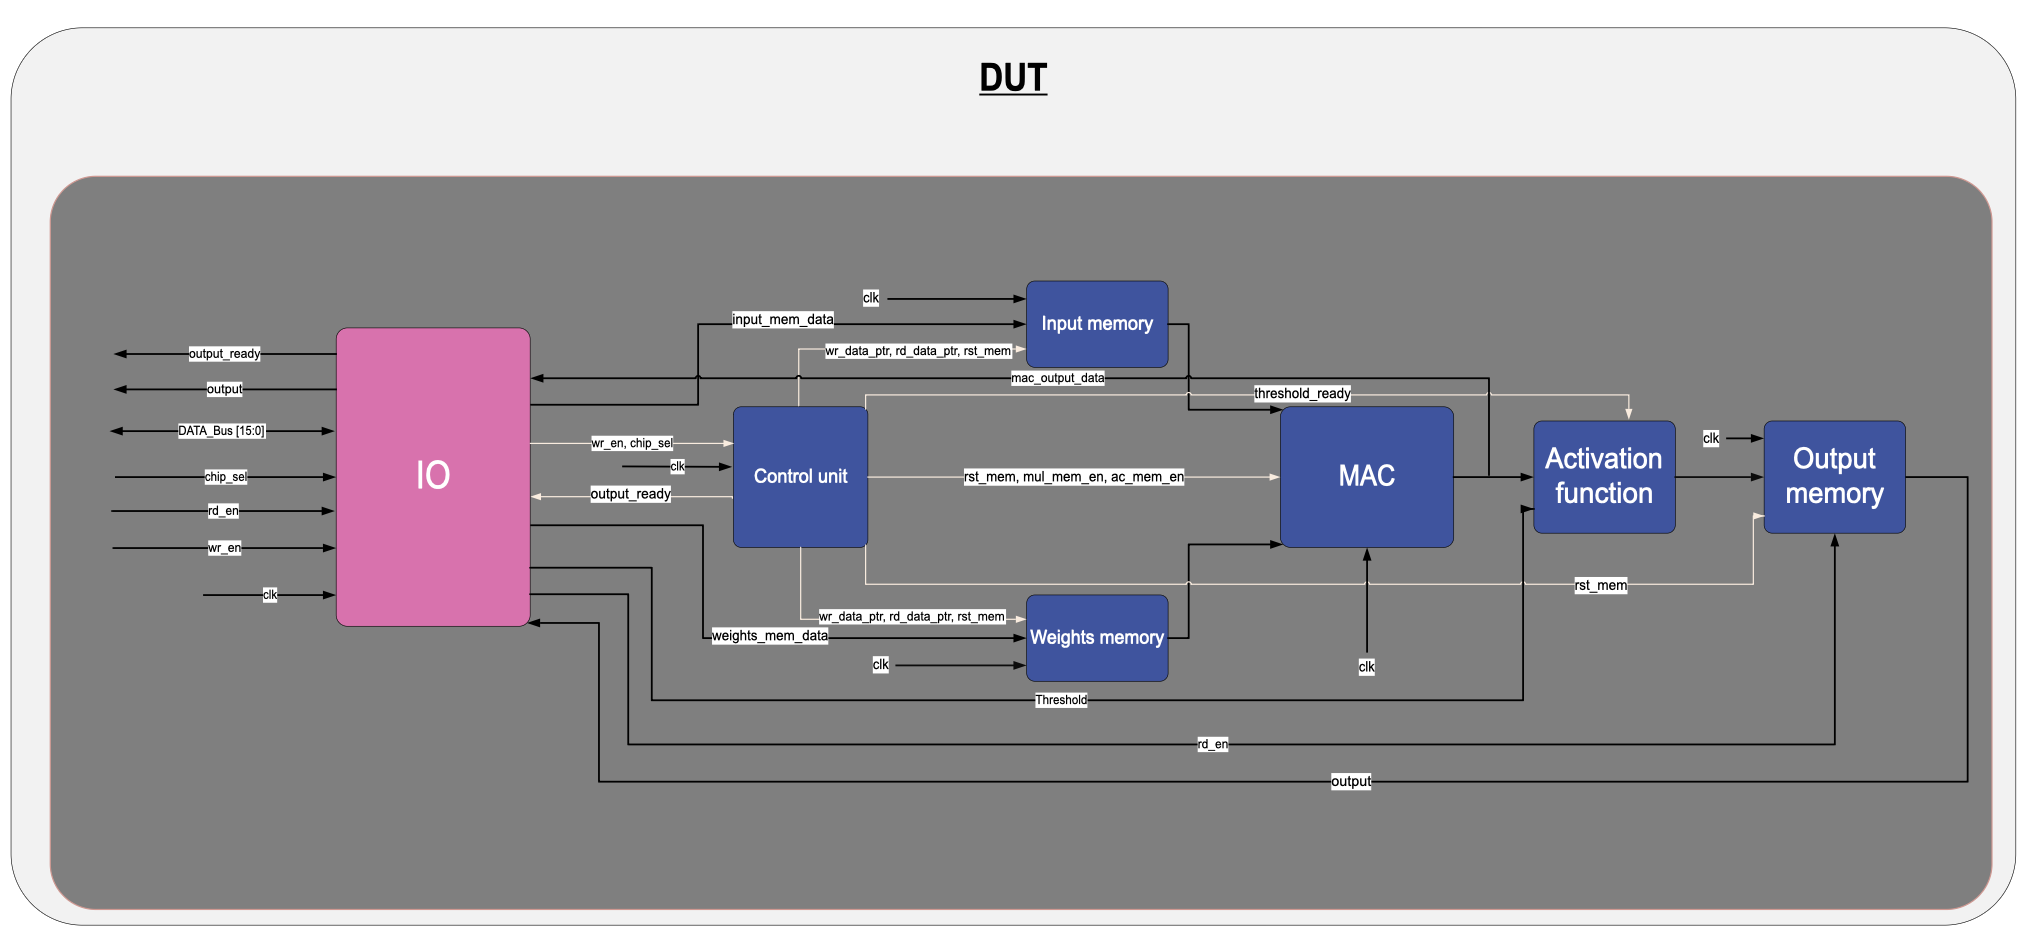 DUT
clk
input_mem_data
Input memory
wr_data_ptr, rd_data_ptr, rst_mem
output_ready
mac_output_data
output
threshold_ready
DATA_Bus [15:0]
wr_en, chip_sel
clk
chip_sel
IO
clk
Control unit
rst_mem, mul_mem_en, ac_mem_en
MAC
Activation
function
Output
memory
output_ready
rd_en
wr_en
clk
rst_mem
wr_data_ptr, rd_data_ptr, rst_mem
weights_mem_data
Weights memory
clk
clk
Threshold
rd_en
output